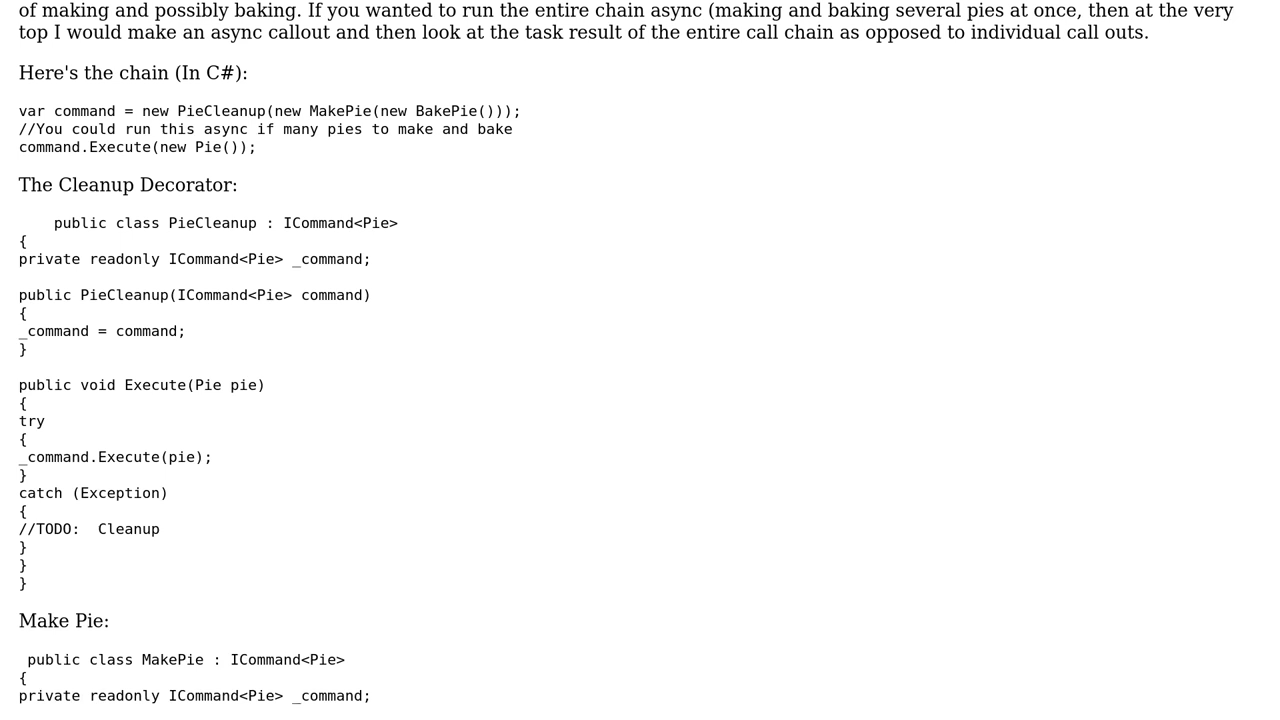 of making and possibly baking. If you wanted to run the entire chain async (making and baking several pies at once, then at the very
top I would make an async callout and then look at the task result of the entire call chain as opposed to individual call outs.
Here's the chain (In C#):
var command = new PieCleanup(new MakePie(new BakePie()));
//You could run this async if many pies to make and bake
command.Execute(new Pie());
The Cleanup Decorator:
    public class PieCleanup : ICommand<Pie>
{
private readonly ICommand<Pie> _command;
public PieCleanup(ICommand<Pie> command)
{
_command = command;
}
public void Execute(Pie pie)
{
try
{
_command.Execute(pie);
}
catch (Exception)
{
//TODO:  Cleanup
}
}
}
Make Pie:
 public class MakePie : ICommand<Pie>
{
private readonly ICommand<Pie> _command;